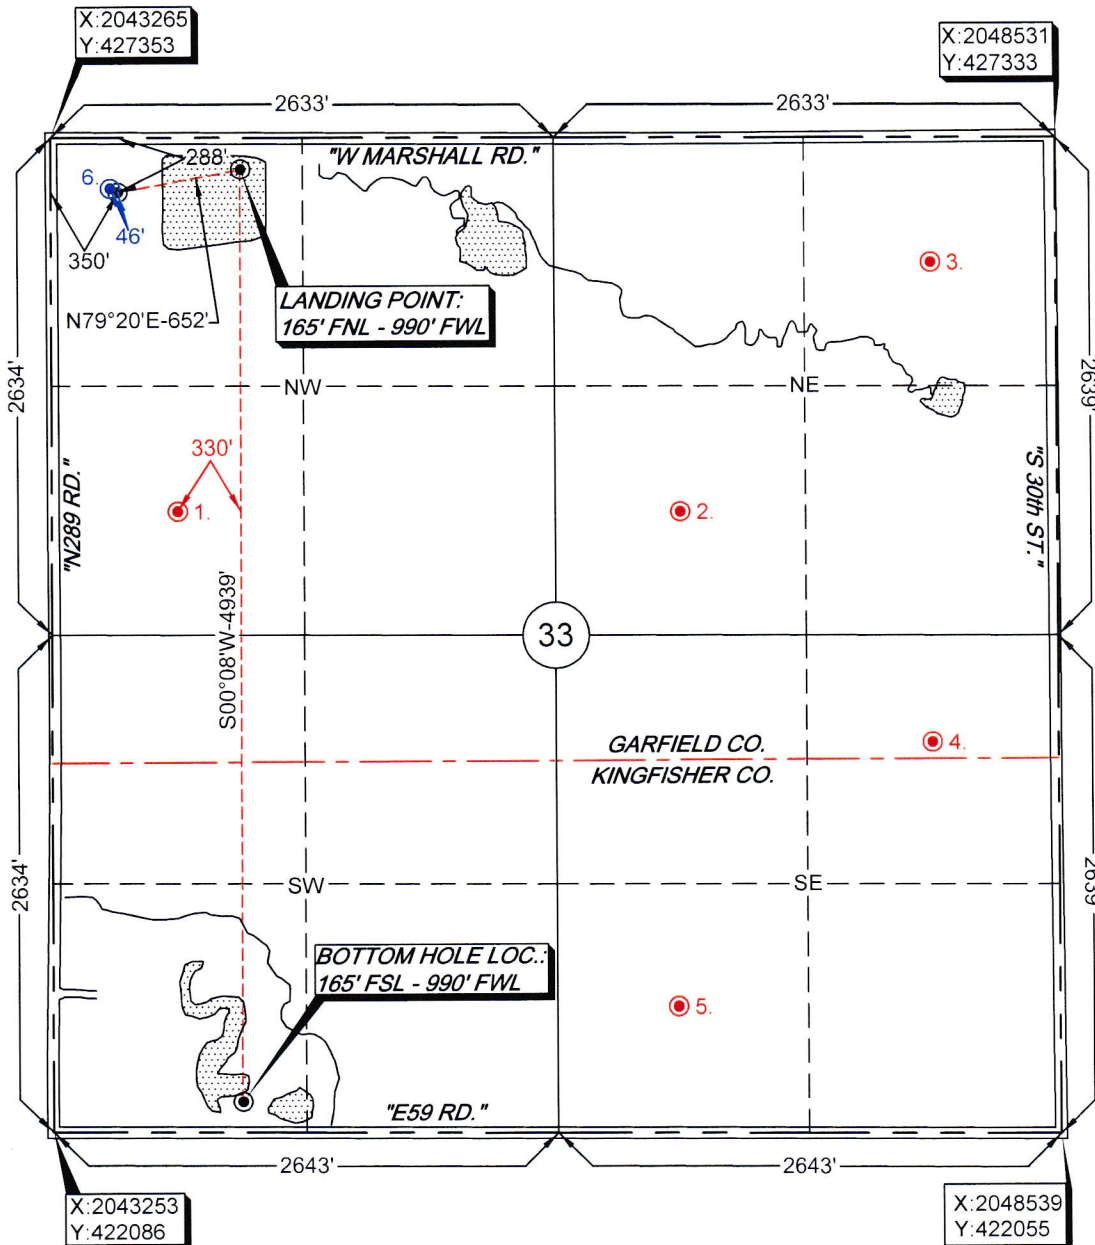 X:2043265
Y:427353
X:2048531
Y:427333
2633'
2633'
"W MARSHALL RD."
288'
6.
46'
350'
3.
LANDING POINT:
165' FNL - 990' FWL
N79°20'E-652'
2634'
NW
NE
2639'
330'
1.
2.
"N289 RD."
"S 30th ST."
S00°08'W-4939'
33
GARFIELD CO.
4.
KINGFISHER CO.
2634'
SW
SE
2639'
BOTTOM HOLE LOC.:
165' FSL - 990' FWL
5.
"E59 RD."
2643'
2643'
X:2043253
Y:422086
X:2048539
Y:422055